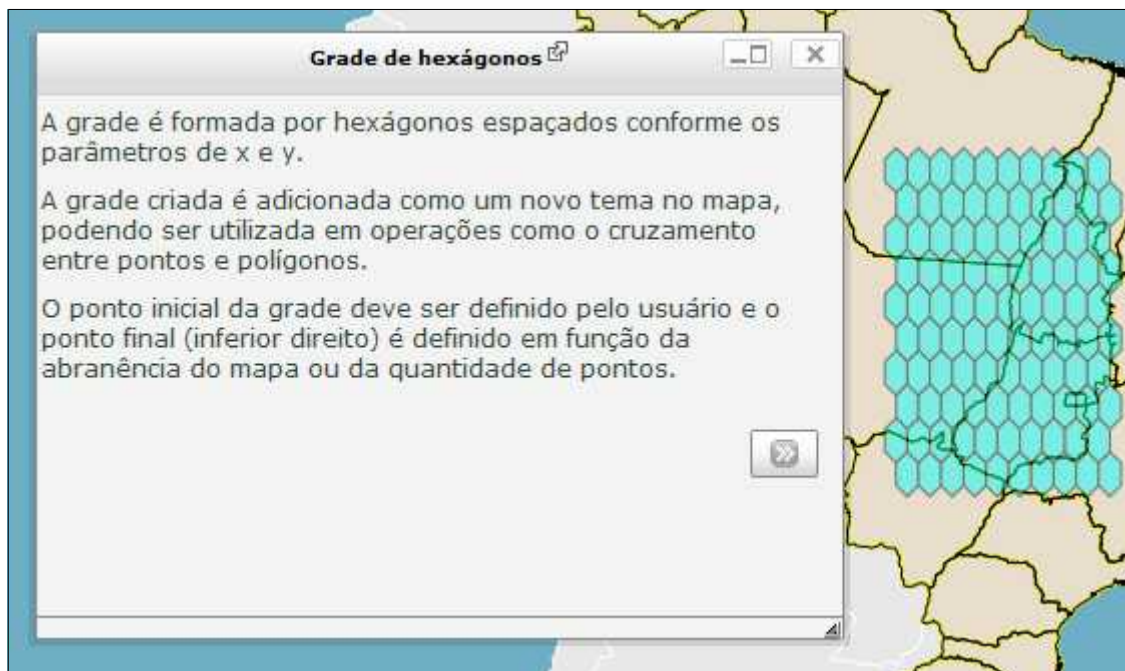 Grade de hexágonos
A grade é formada por hexágonos espaçados conforme os
parâmetros de x e y.
A grade criada é adicionada como um novo tema no mapa,
podendo ser utilizada em operações como o cruzamento
entre pontos e polígonos.
O ponto inicial da grade deve ser definido pelo usuário e o
ponto final (inferior direito) é definido em função da
abranência do mapa ou da quantidade de pontos.